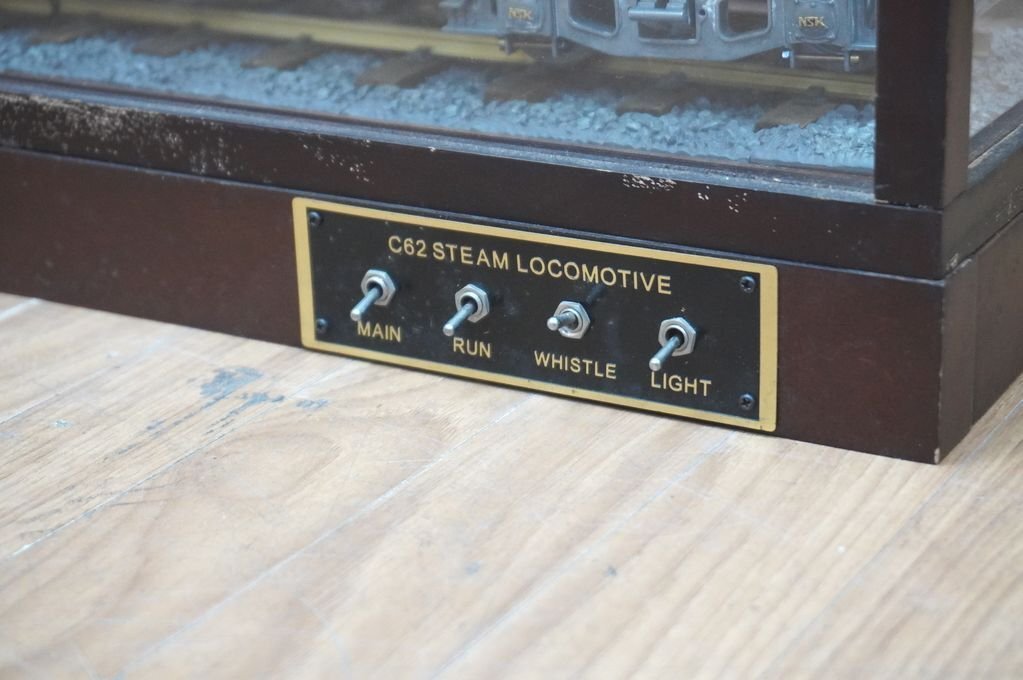 NSK
NSK
C62 STEAM LOCOMOTIVE
MAIN
RUN
WHISTLE
LIGHT